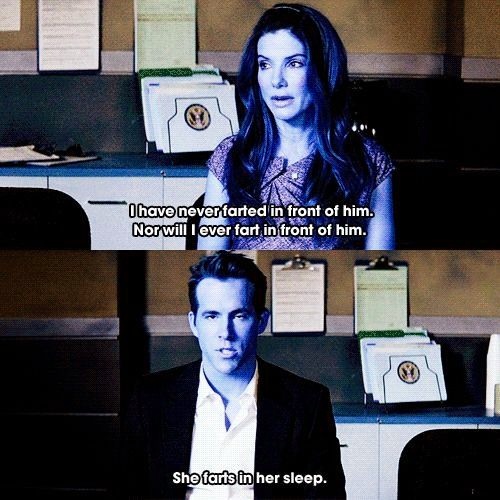 I have never farted in front of him.
Nor will I ever fart in front of him.
She farts in her sleep.